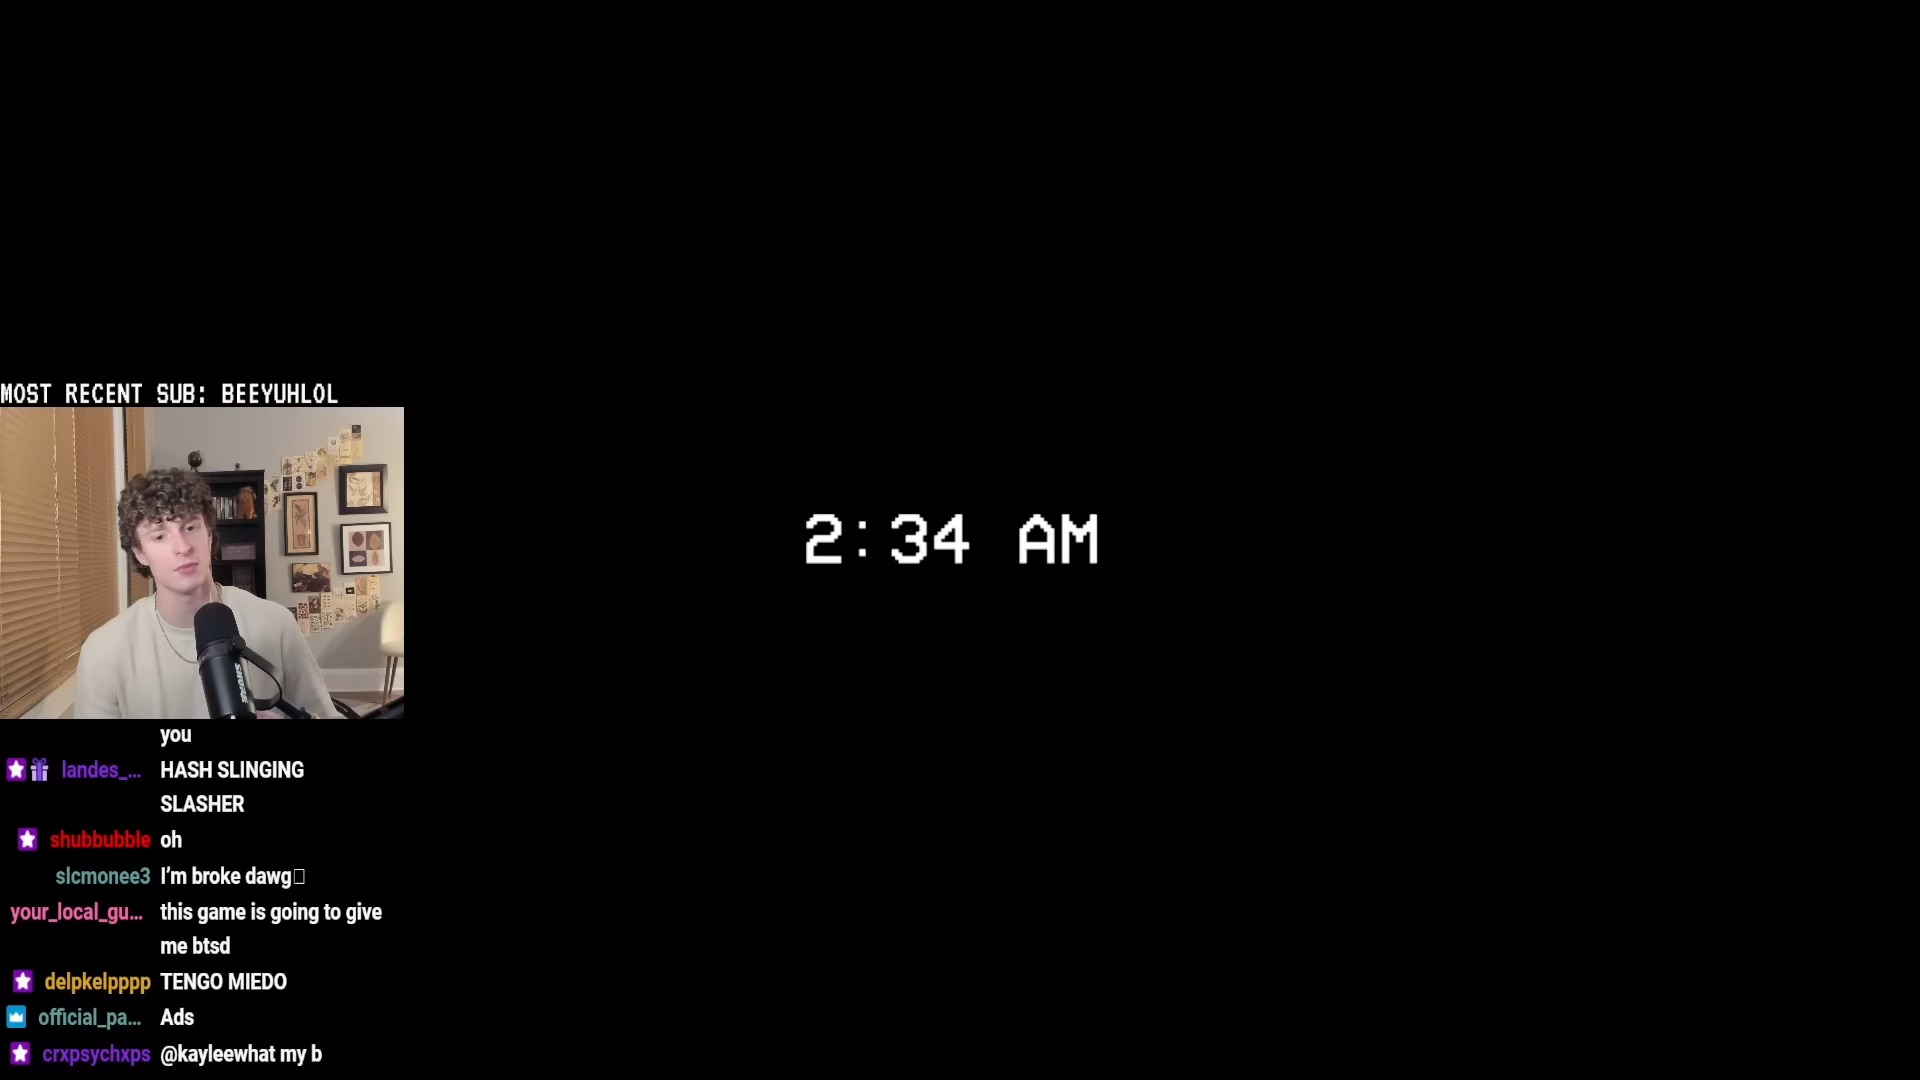 MOST RECENT SUB: BEEYUHLOL
2:34 AM
SHURE
you
landes_... HASH SLINGING
SLASHER
shubbubble oh
slcmonee3 I'm broke dawg
your_local_gu... this game is going to give
me btsd
delpkelpppp TENGO MIEDO
official_pa... Ads
crxpsychxps @kayleewhat my b